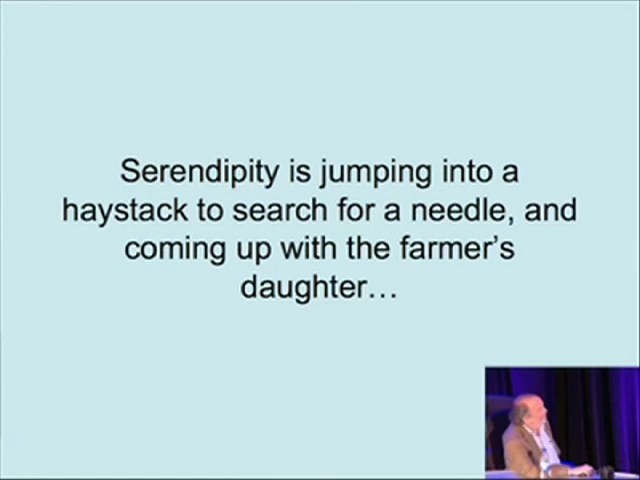 Serendipity is jumping into a
haystack to search for a needle, and
coming up with the farmer’s
daughter…